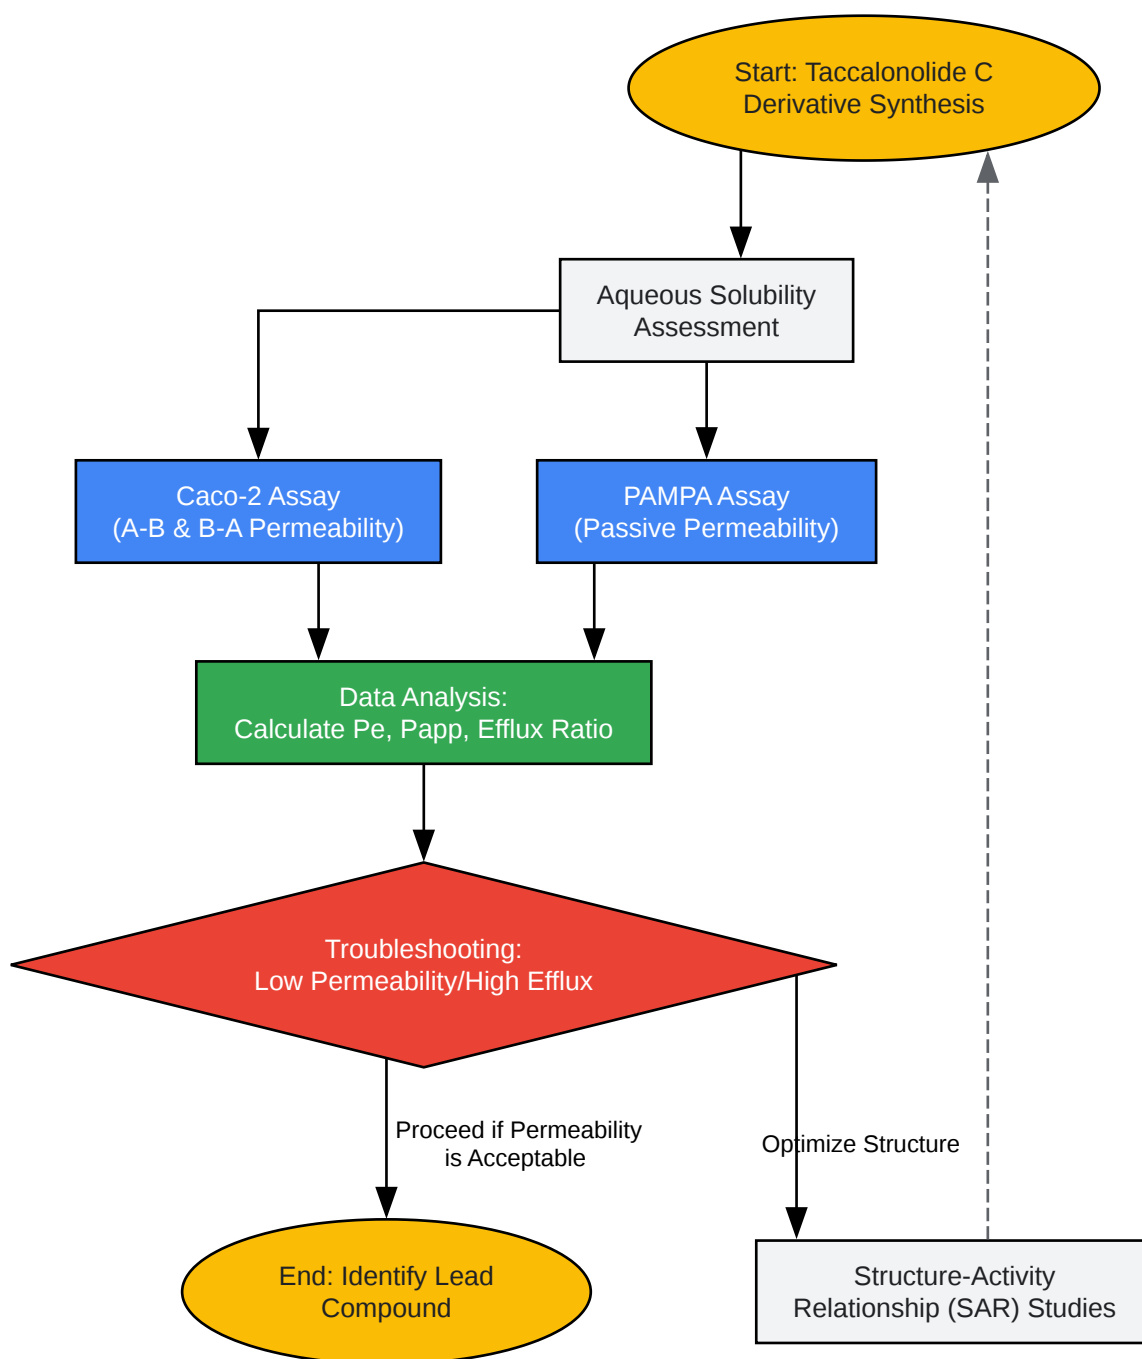 Start: Taccalonolide C
Derivative Synthesis
Aqueous Solubility
Assessment
Caco-2 Assay
(A-B & B-A Permeability)
PAMPA Assay
(Passive Permeability)
Data Analysis:
Calculate Pe, Papp, Efflux Ratio
Troubleshooting:
Low Permeability/High Efflux
Proceed if Permeability
is Acceptable
Optimize Structure
End: Identify Lead
Compound
Structure-Activity
Relationship (SAR) Studies